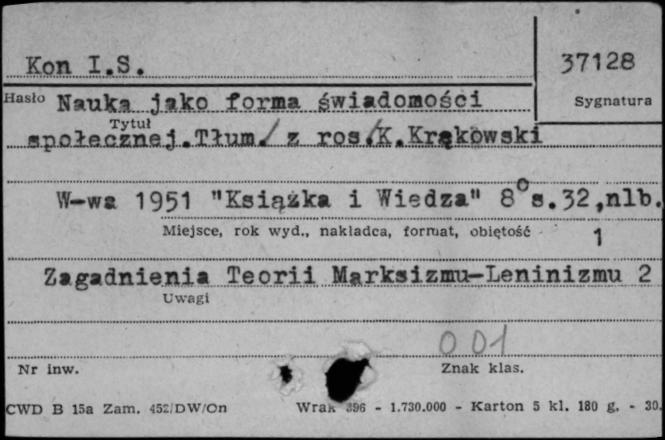 Kon I.S.
37128
Hasło
Sygnatura
Nauka jako forma świadomości
Tytuł
społecznej.Tłum./ z ros/K.Krąkowski
W-wa 1951 "Książka i Wiedza" 8° s.32,nlb.
Miejsce, rok wyd., nakładca, format, objętość
1
Zagadnienia Teorii Marksizmu-Leninizmu 2
Uwagi
001
Nr inw.
Znak klas.
CWD B 15a Zam. 452/DW/On
396 - 1.730.000 - Karton 5 kl. 180 g. - 30.